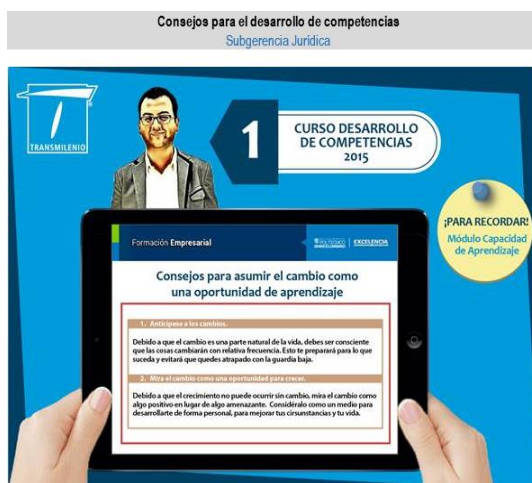 Consejos para el desarrollo de competencias
Subgerencia Jurídica
TRANSMILENIO
1
CURSO DESARROLLO
DE COMPETENCIAS
2015
¡PARA RECORDAR!
Módulo Capacidad
de Aprendizaje
Formación Empresarial
POLITÉCNICO
GRANCOLOMBIANO
EXCELENCIA
Consejos para asumir el cambio como
una oportunidad de aprendizaje
1. Anticípese a los cambios.
Debido a que el cambio es una parte natural de la vida, debes ser consciente
que las cosas cambiarán con relativa frecuencia. Esto te preparará para lo que
suceda y evitará que quedes atrapado con la guardia baja.
2. Mira el cambio como una oportunidad para crecer.
Debido a que el crecimiento no puede ocurrir sin cambio, mira el cambio como
algo positivo en lugar de algo amenazante. Considéralo como un medio para
desarrollarte de forma personal, para mejorar tus circunstancias y tu vida.